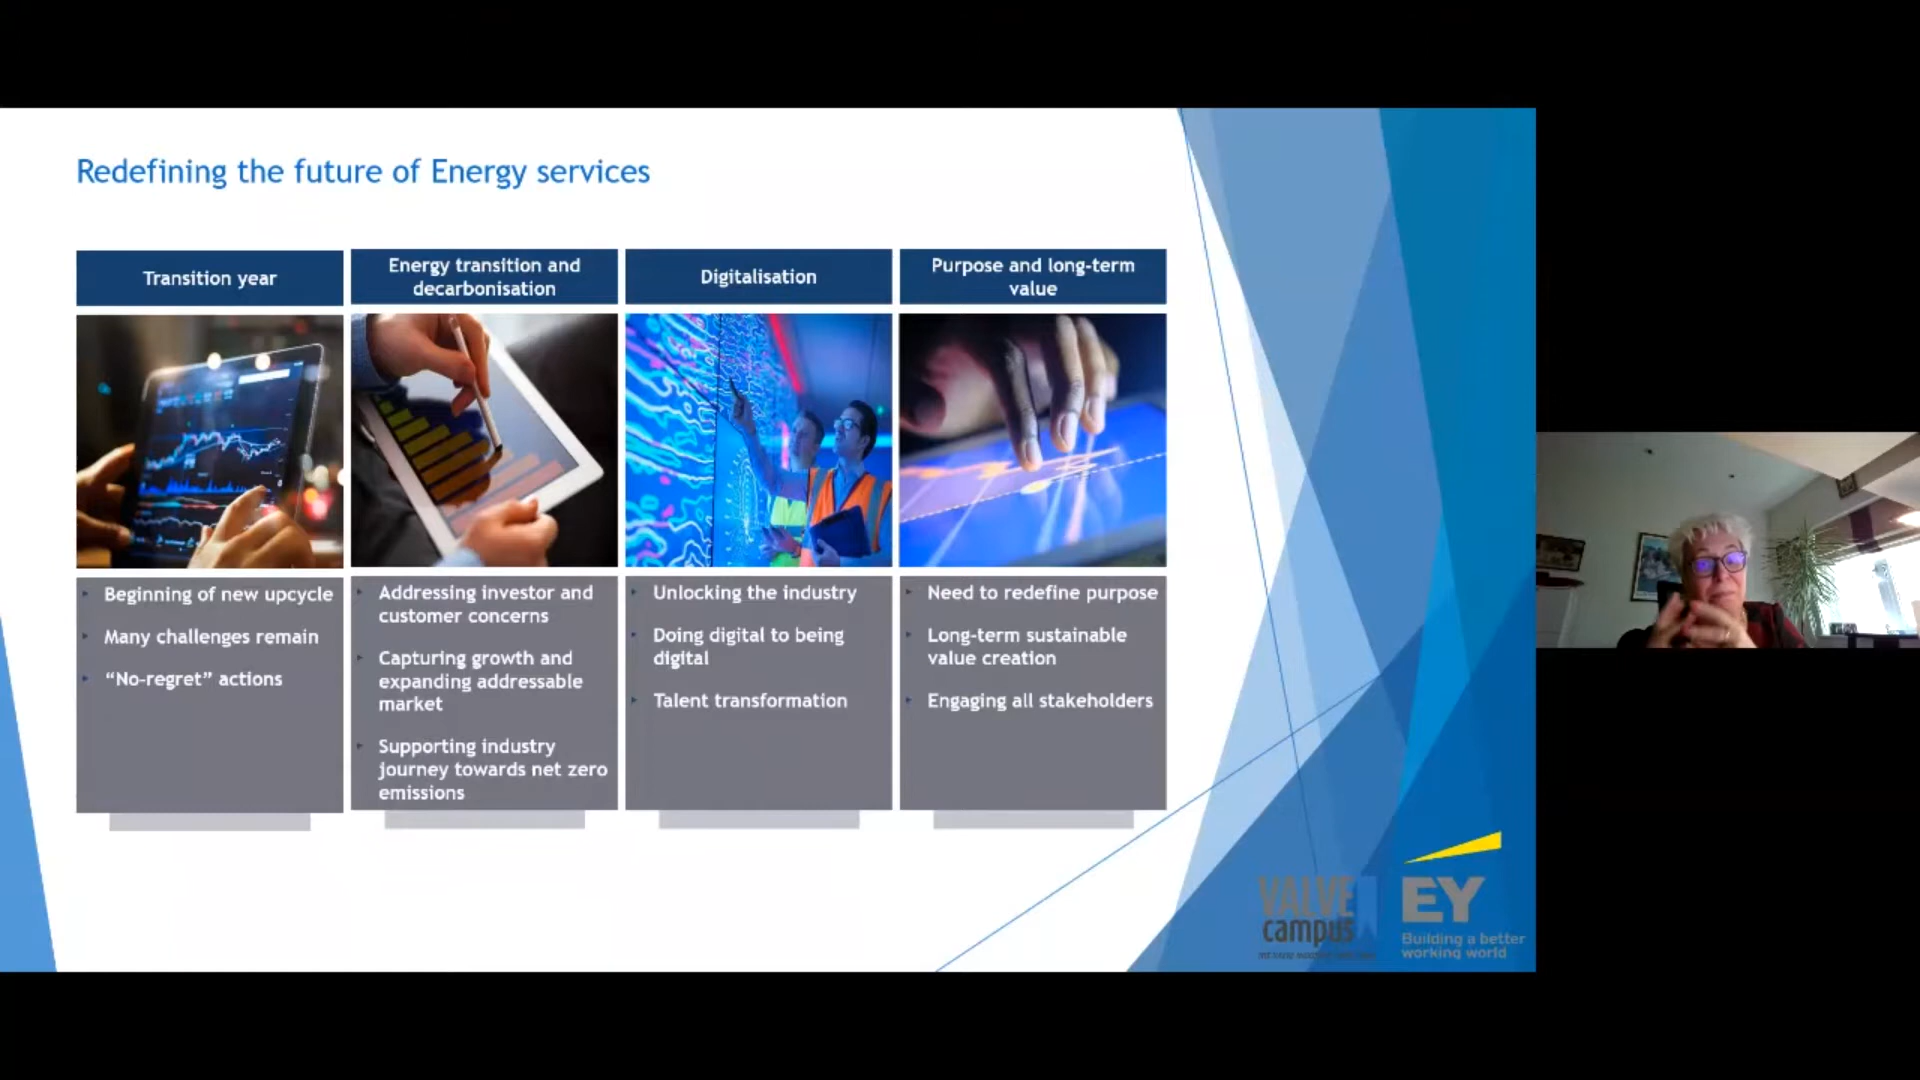 Redefining the future of Energy services
Transition year
Beginning of new upcycle
Many challenges remain
“No-regret” actions
Energy transition and
decarbonisation
Addressing investor and
customer concerns
Capturing growth and
expanding addressable
market
Supporting industry
journey towards net zero
emissions
Digitalisation
Unlocking the industry
Doing digital to being
digital
Talent transformation
Purpose and long-term
value
Need to redefine purpose
Long-term sustainable
value creation
Engaging all stakeholders
VALVE
campus
EY
Building a better
working world